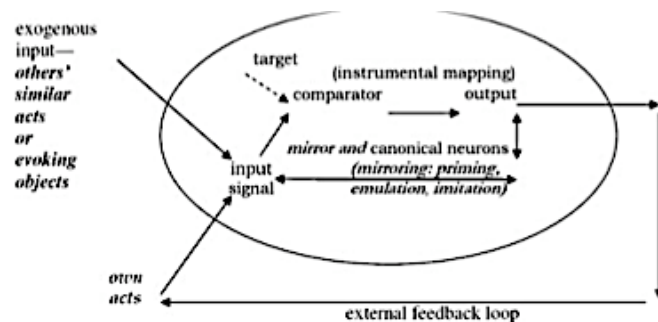 exogenous
input—
others'
similar
acts
or
evoking
objects
target
(instrumental mapping)
comparator
output
mirror and canonical neurons
(mirroring: priming,
emulation, imitation)
input
signal
own
acts
external feedback loop